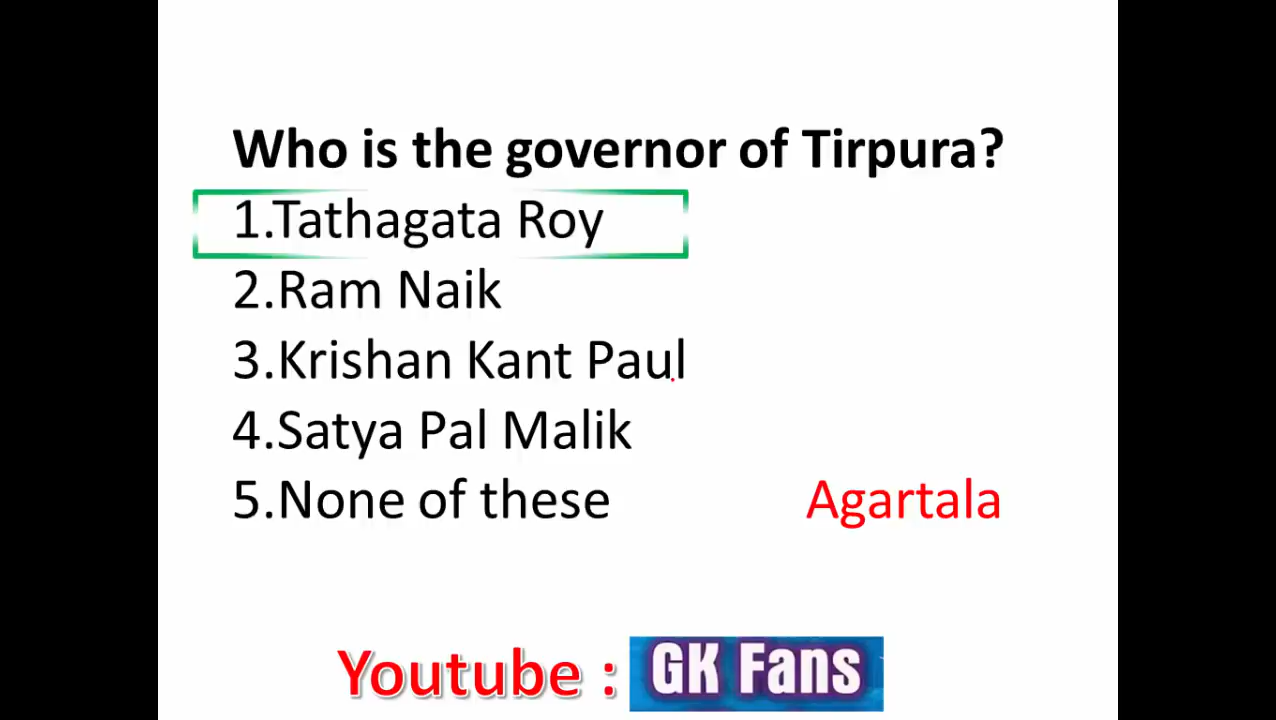 Who is the governor of Tirpura?
1.Tathagata Roy
2.Ram Naik
3.Krishan Kant Paul
4.Satya Pal Malik
5.None of these Agartala
Youtube : GK Fans